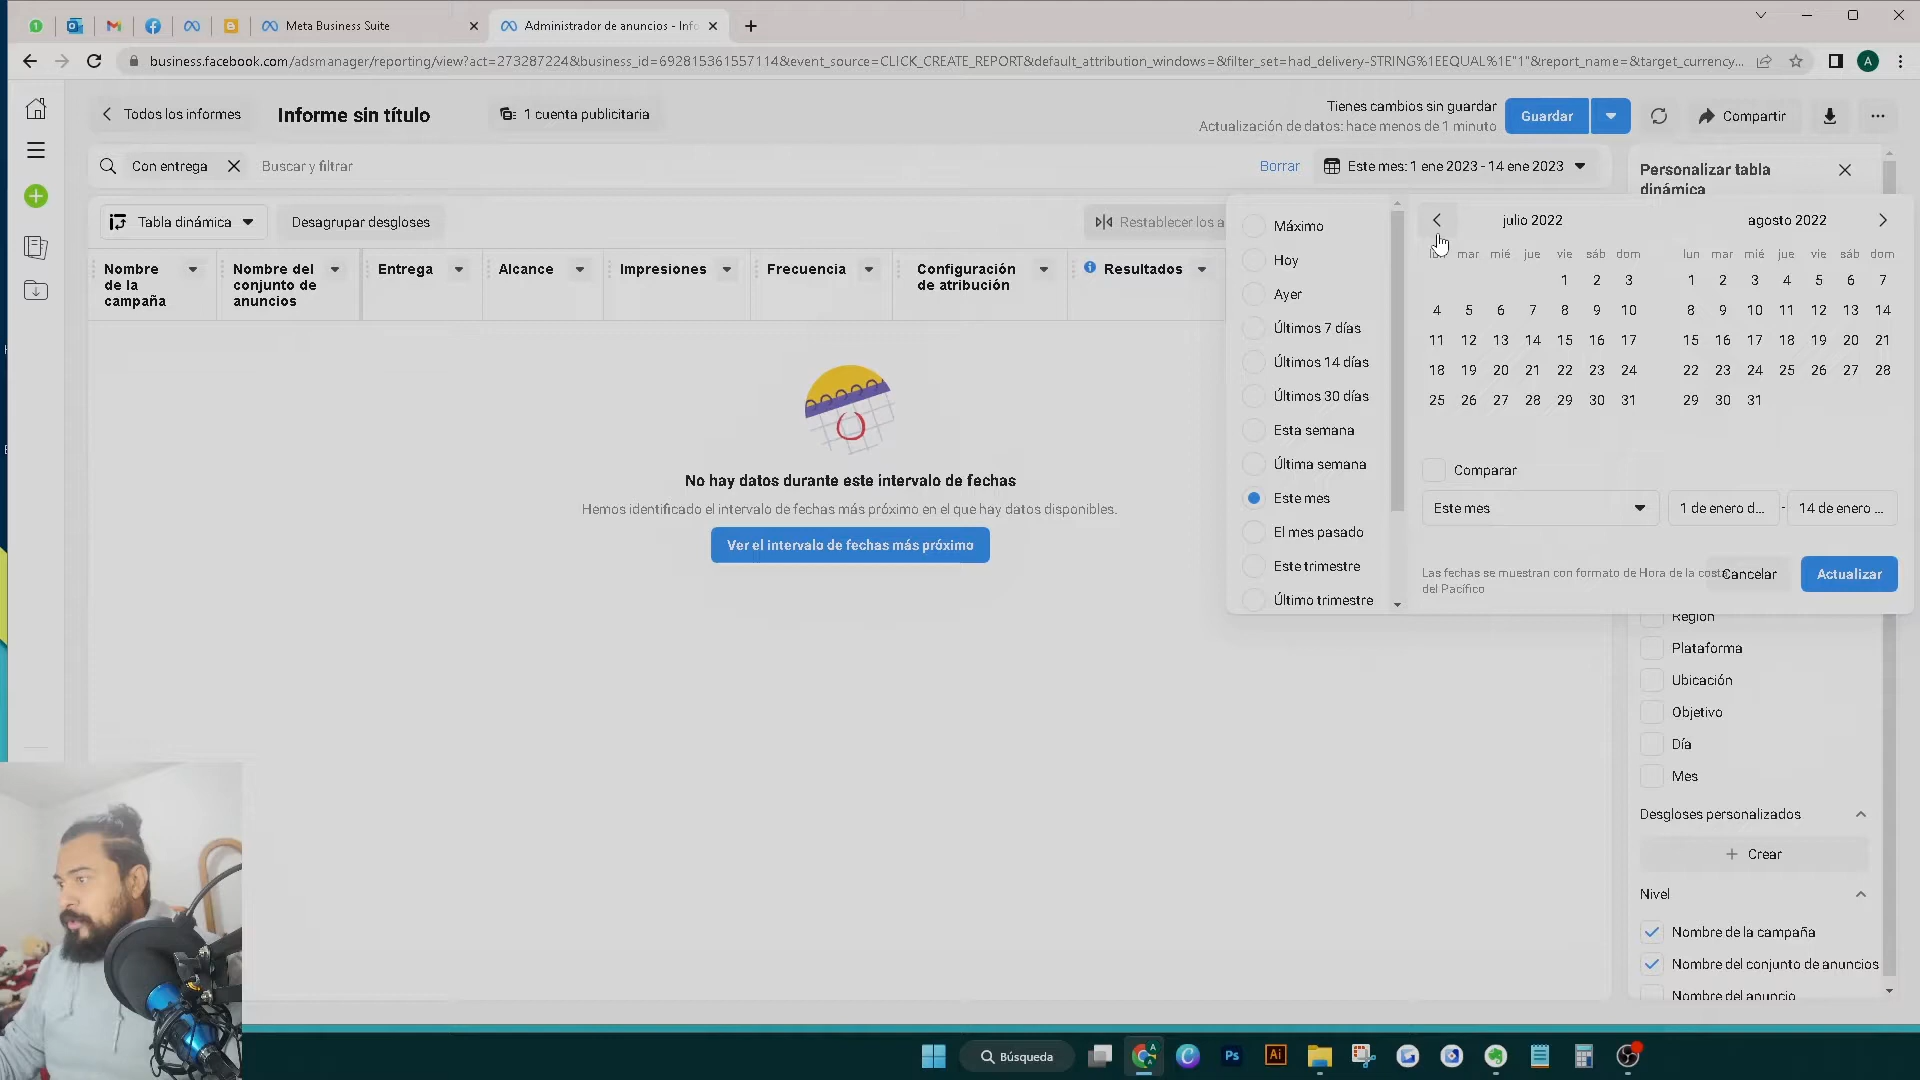 Meta Business Suite
Administrador de anuncios - Info
business.facebook.com/adsmanager/reporting/view?act=273287224&business_id=692815361557114&event_source=CLICK_CREATE_REPORT&default_attribution_windows=&filter_set=had_delivery-STRING%1EEQUAL%1E"1"&report_name=&target_currency...
A
Todos los informes
Informe sin título
1 cuenta publicitaria
Tienes cambios sin guardar
Actualización de datos: hace menos de 1 minuto
Guardar
Compartir
Con entrega
Buscar y filtrar
Borrar
Este mes: 1 ene 2023 - 14 ene 2023
Personalizar tabla
dinámica
Tabla dinámica
Desagrupar desgloses
Restablecer los a
Nombre
de la
campaña
Nombre del
conjunto de
anuncios
Entrega
Alcance
Impresiones
Frecuencia
Configuración
de atribución
Resultados
No hay datos durante este intervalo de fechas
Hemos identificado el intervalo de fechas más próximo en el que hay datos disponibles.
Ver el intervalo de fechas más próximo
Máximo
Hoy
Ayer
Últimos 7 días
Últimos 14 días
Últimos 30 días
Esta semana
Última semana
Este mes
El mes pasado
Este trimestre
Último trimestre
julio 2022
lun mar mié jue vie sáb dom
1 2 3
4 5 6 7 8 9 10
11 12 13 14 15 16 17
18 19 20 21 22 23 24
25 26 27 28 29 30 31
agosto 2022
lun mar mié jue vie sáb dom
1 2 3 4 5 6 7
8 9 10 11 12 13 14
15 16 17 18 19 20 21
22 23 24 25 26 27 28
29 30 31
Comparar
Este mes
1 de enero d...
-
14 de enero ...
Las fechas se muestran con formato de Hora de la costa
del Pacífico
Cancelar
Actualizar
Región
Plataforma
Ubicación
Objetivo
Día
Mes
Desgloses personalizados
Crear
Nivel
Nombre de la campaña
Nombre del conjunto de anuncios
Nombre del anuncio
Búsqueda
Ps
Ai